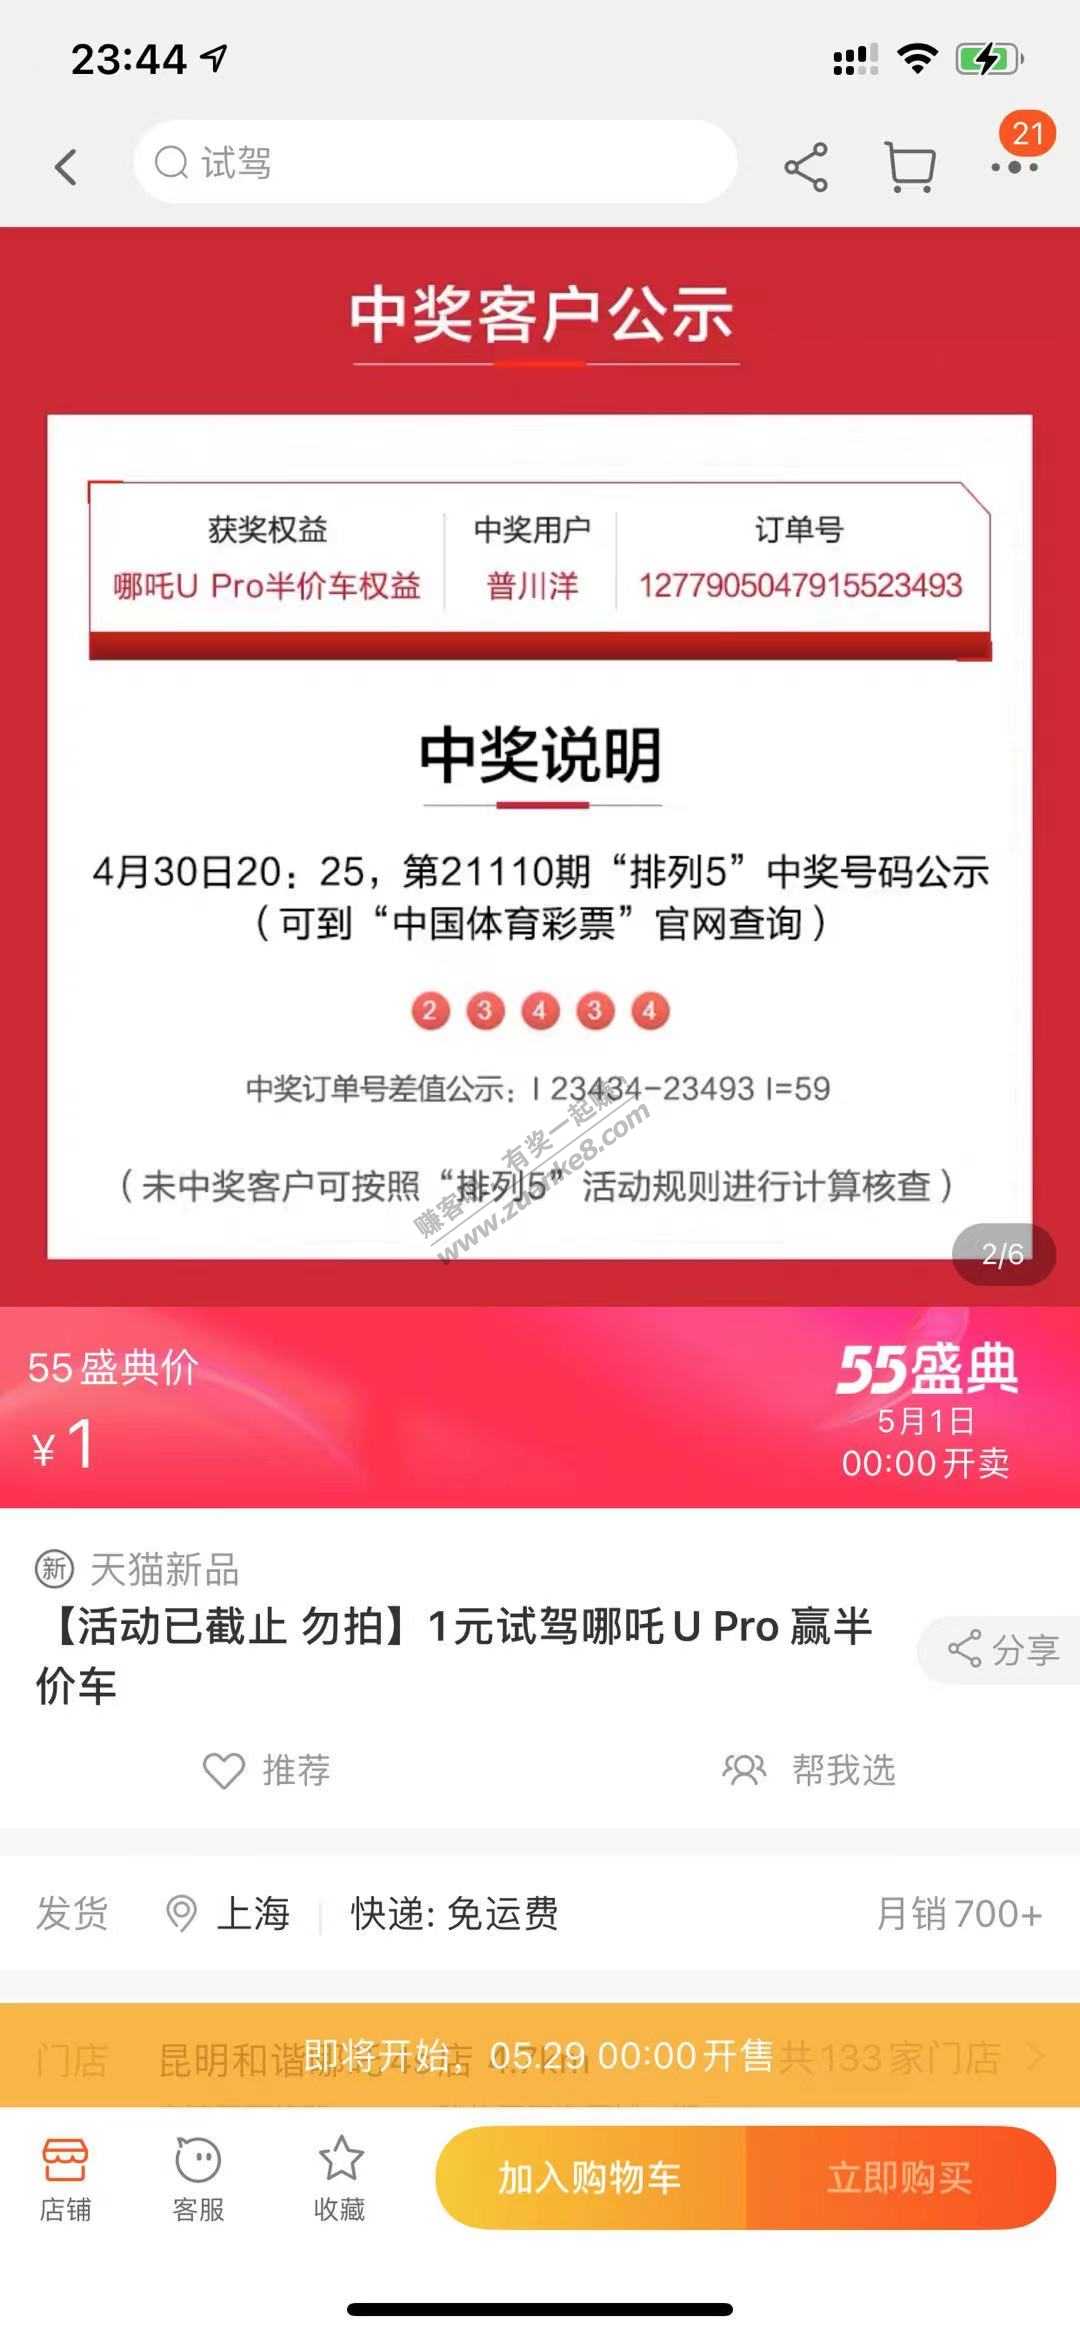 23:44
试驾
21
中奖客户公示
获奖权益 中奖用户 订单号
哪吒U Pro半价车权益 普川洋 1277905047915523493
中奖说明
4月30日20：25，第21110期“排列5”中奖号码公示
（可到“中国体育彩票”官网查询）
2 3 4 3 4
中奖订单号差值公示：| 23434-23493 |=59
（未中奖客户可按照“排列5”活动规则进行计算核查）
www.zuanke8.com
2/6
55盛典价
¥1
55盛典
5月1日
00:00开卖
新 天猫新品
【活动已截止 勿拍】1元试驾哪吒U Pro 赢半
价车
分享
推荐 帮我选
发货 上海 快递: 免运费 月销700+
门店 昆明和谐哪吒4S店 4.7km 共133家门店
即将开始，05.29 00:00开售
店铺 客服 收藏 加入购物车 立即购买